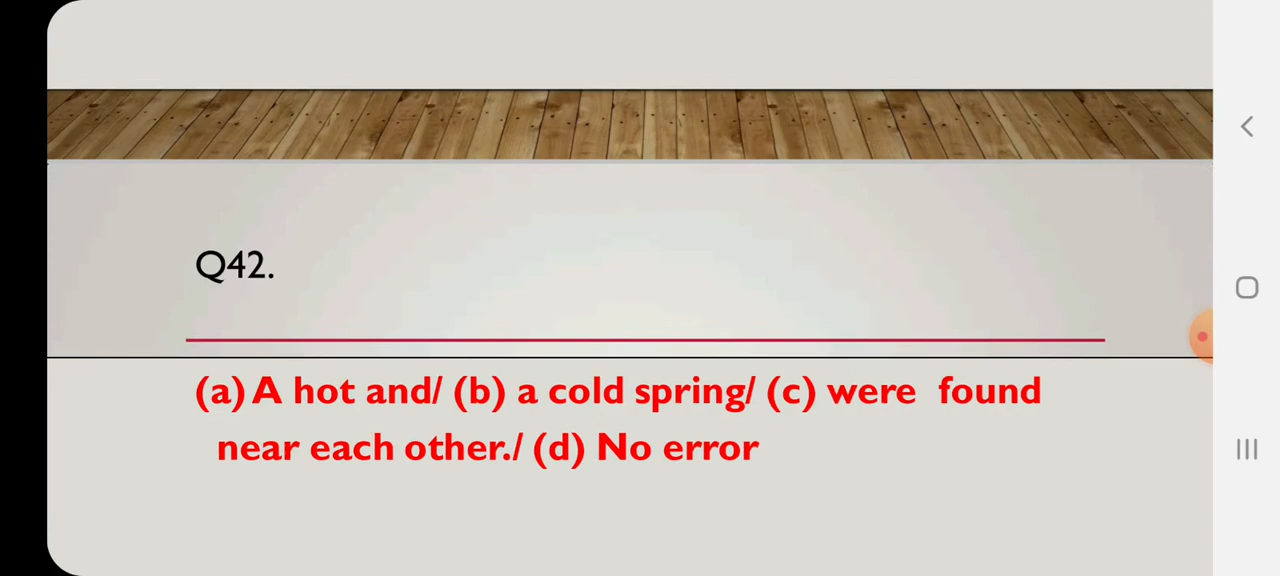 Q42.
(a) A hot and/ (b) a cold spring/ (c) were found
near each other./ (d) No error